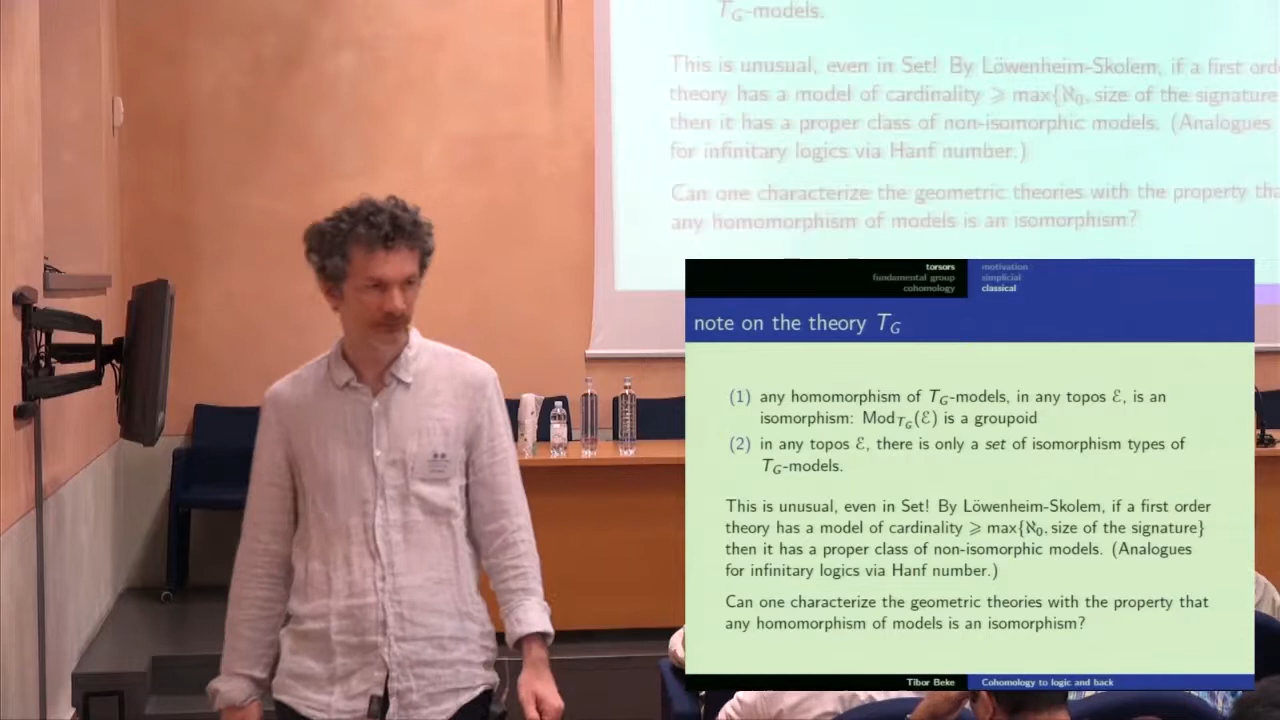 T_G-models.
This is unusual, even in Set! By Löwenheim-Skolem, if a first ord
theory has a model of cardinality ⩾ max{ℵ₀, size of the signature
then it has a proper class of non-isomorphic models. (Analogues
for infinitary logics via Hanf number.)
Can one characterize the geometric theories with the property tha
any homomorphism of models is an isomorphism?
torsors
fundamental group
cohomology
motivation
simplicial
classical
note on the theory T_G
(1) any homomorphism of T_G-models, in any topos ℰ, is an
isomorphism: Mod_{T_G}(ℰ) is a groupoid
(2) in any topos ℰ, there is only a set of isomorphism types of
T_G-models.
This is unusual, even in Set! By Löwenheim-Skolem, if a first order
theory has a model of cardinality ⩾ max{ℵ₀, size of the signature}
then it has a proper class of non-isomorphic models. (Analogues
for infinitary logics via Hanf number.)
Can one characterize the geometric theories with the property that
any homomorphism of models is an isomorphism?
Tibor Beke Cohomology to logic and back